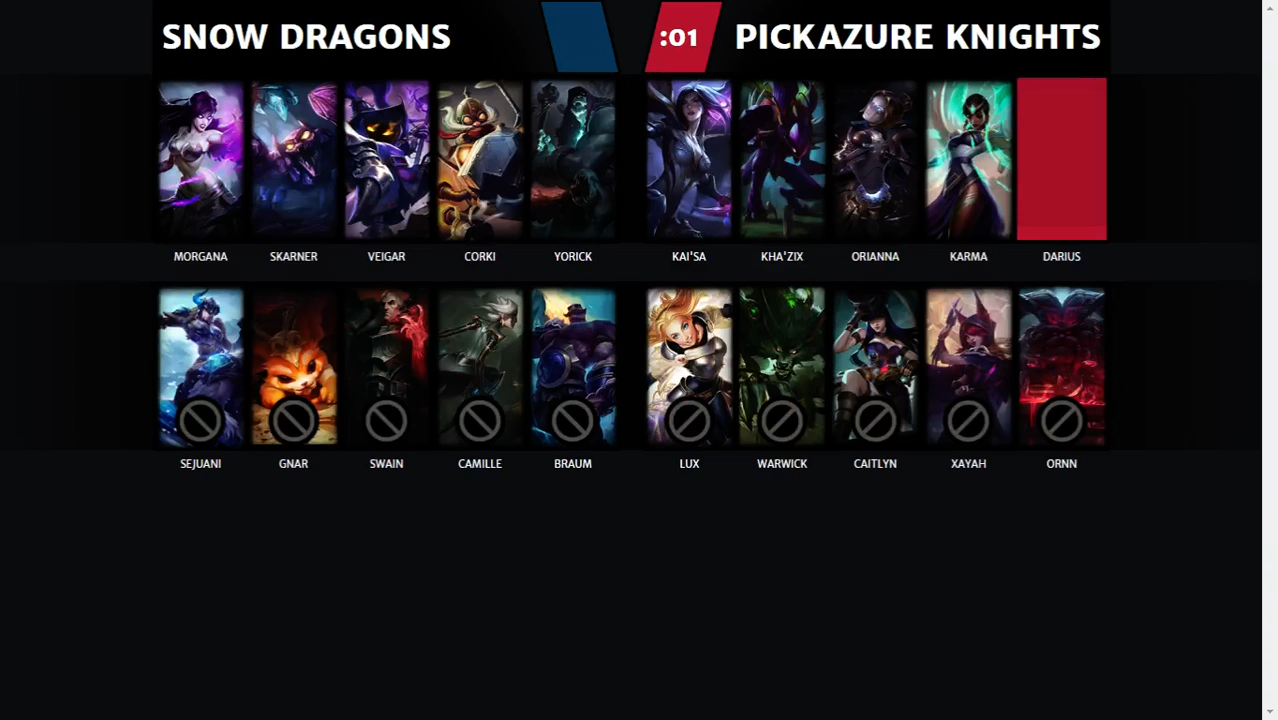 SNOW DRAGONS
:01
PICKAZURE KNIGHTS
MORGANA
SKARNER
VEIGAR
CORKI
YORICK
KAI'SA
KHA'ZIX
ORIANNA
KARMA
DARIUS
SEJUANI
GNAR
SWAIN
CAMILLE
BRAUM
LUX
WARWICK
CAITLYN
XAYAH
ORNN